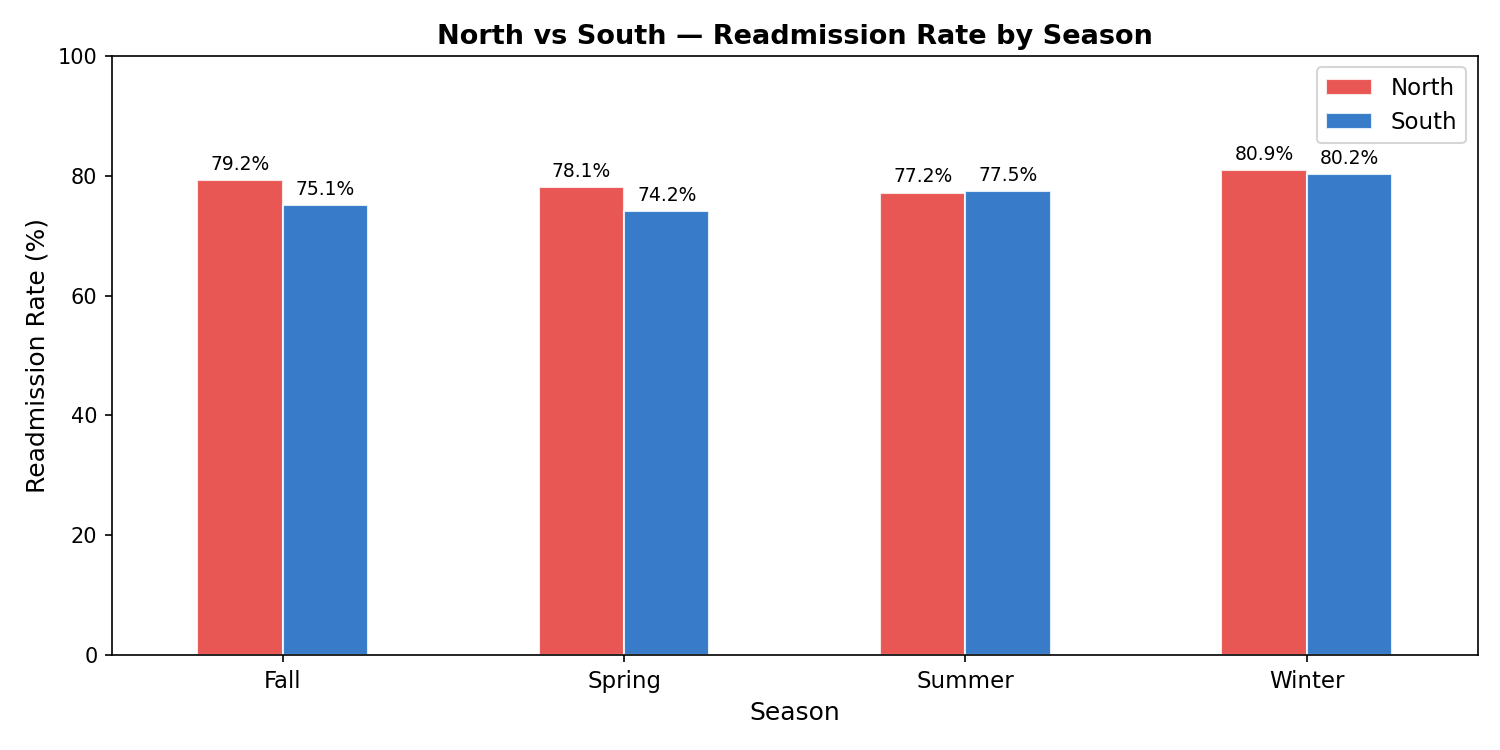 North vs South — Readmission Rate by Season
Readmission Rate (%)
100
80
60
40
20
0
North
South
79.2%
75.1%
78.1%
74.2%
77.2%
77.5%
80.9%
80.2%
Fall
Spring
Summer
Winter
Season